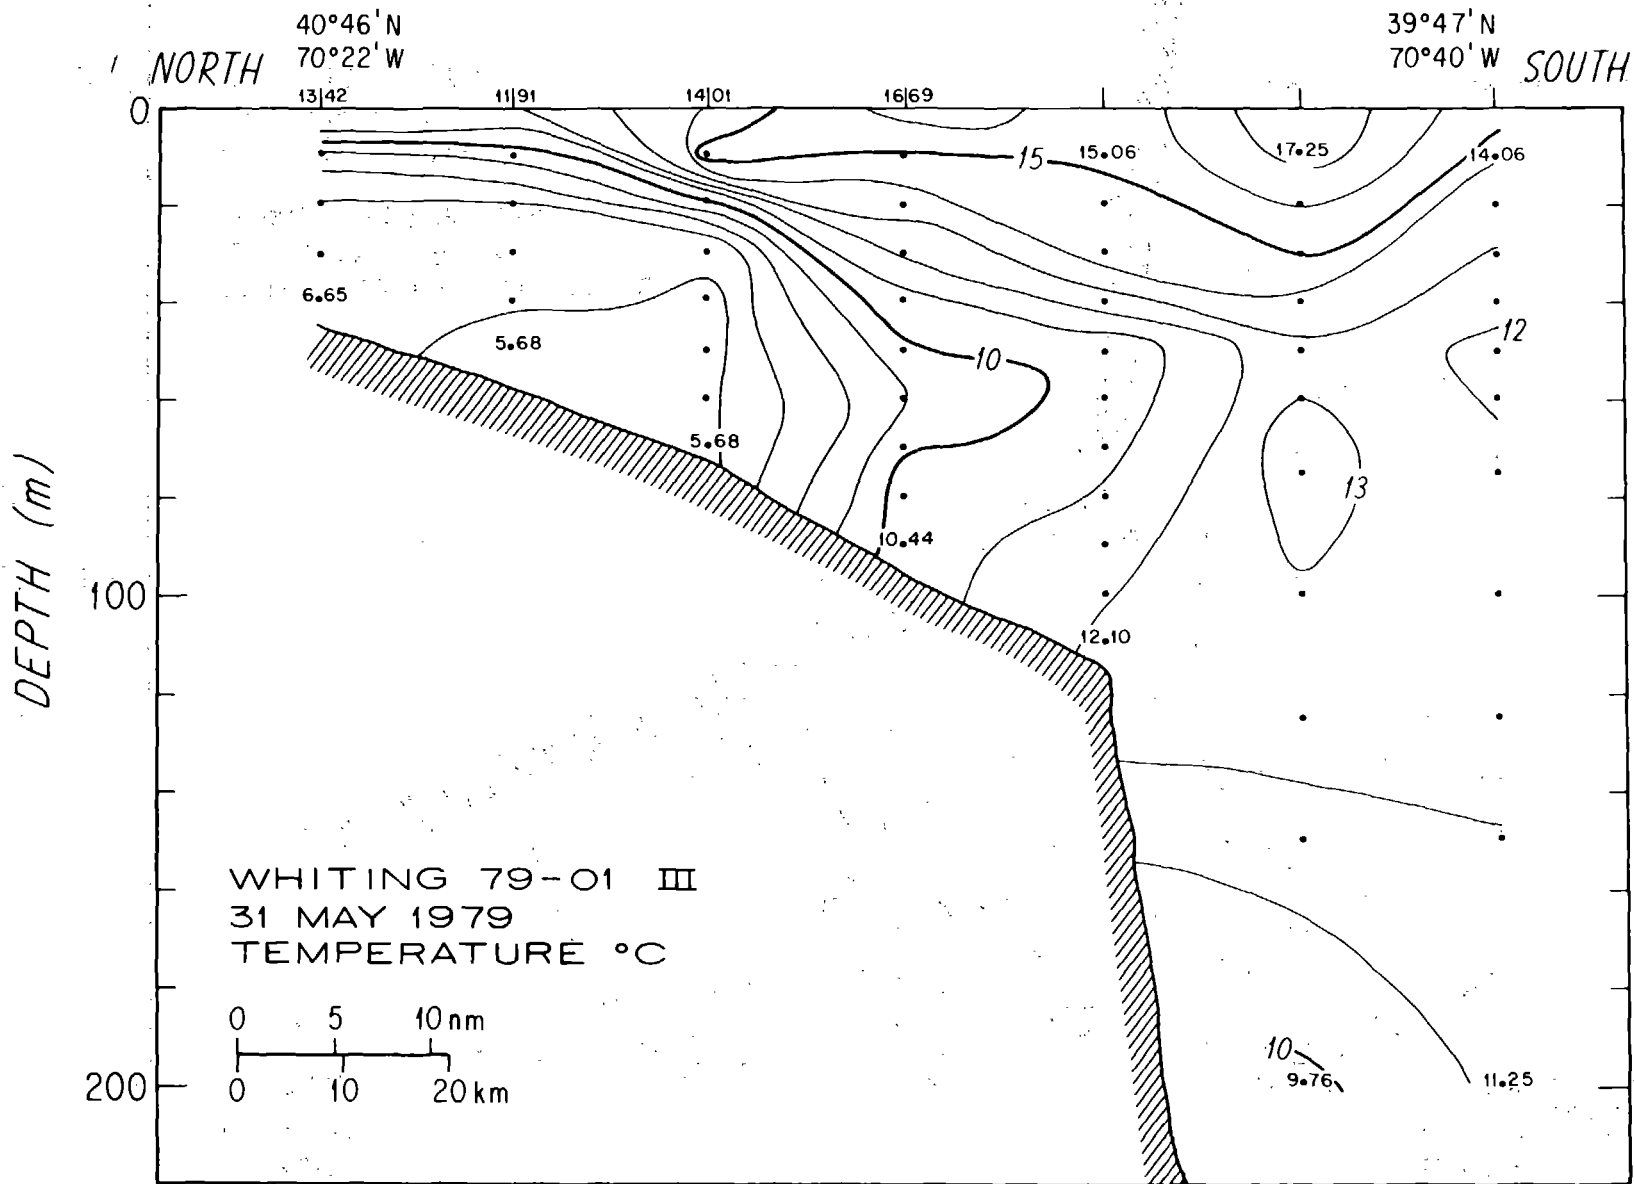 40°46'N 39°47'N
NORTH 70°22'W 70°40'W SOUTH
13|42 11|91 14|01 16|69
0
15 15.06 17.25 14.06
6.65
12
5.68
10
5.68
13
10.44
DEPTH (m)
100
12.10
WHITING 79-01 III
31 MAY 1979
TEMPERATURE °C
0 5 10 nm
10
200
9.76 11.25
0 10 20 km